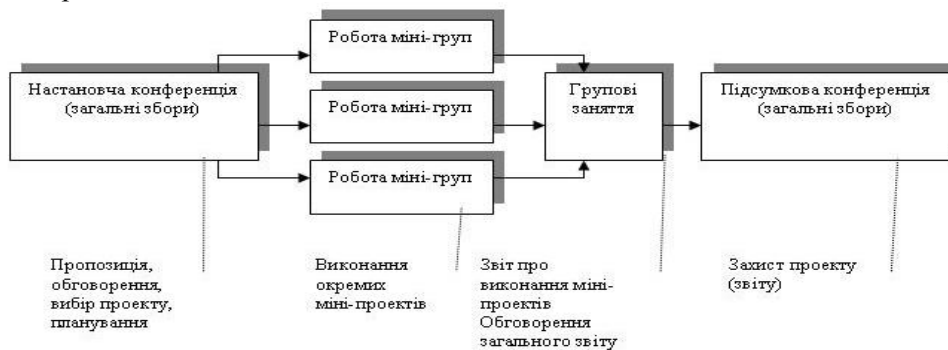 Робота міні-груп
Настановча конференція
(загальні збори)
Робота міні-груп
Групові
заняття
Підсумкова конференція
(загальні збори)
Робота міні-груп
Пропозиція,
обговорення,
вибір проекту,
планування
Виконання
окремих
міні-проектів
Звіт про
виконання міні-
проектів
Обговорення
загального звіту
Захист проекту
(звіту)